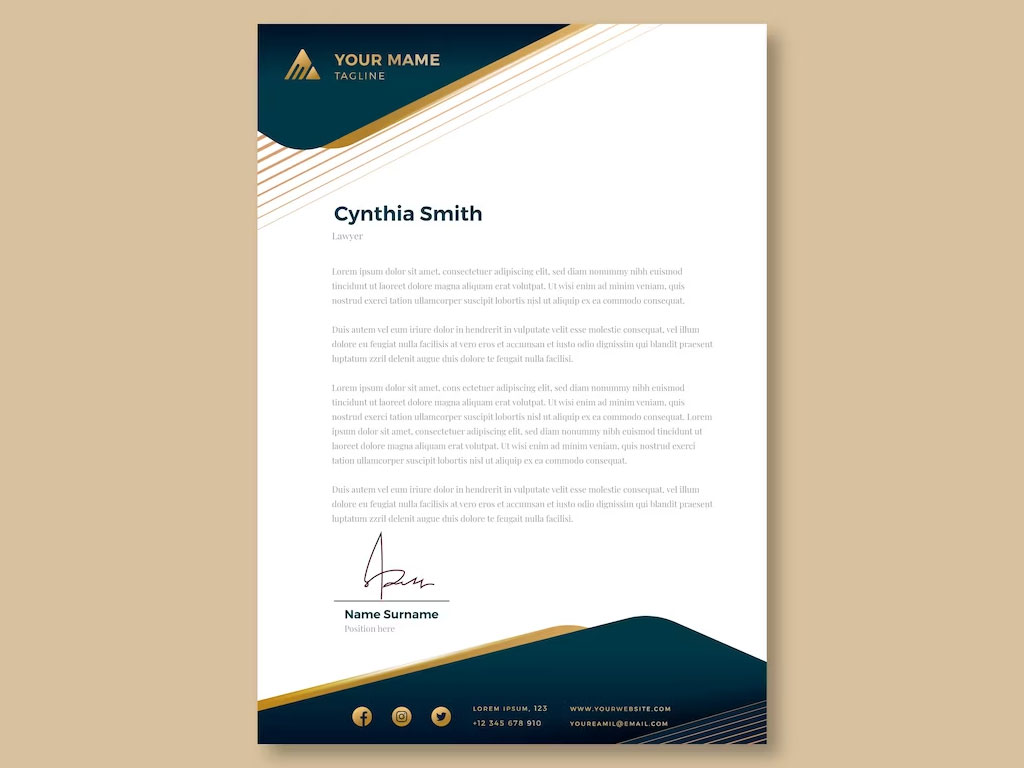 YOUR MAME
TAGLINE
Cynthia Smith
Lawyer
Lorem ipsum dolor sit amet, consectetuer adipiscing elit, sed diam nonummy nibh euismod
tincidunt ut laoreet dolore magna aliquam erat volutpat. Ut wisi enim ad minim veniam, quis
nostrud exerci tation ullamcorper suscipit lobortis nisl ut aliquip ex ea commodo consequat.
Duis autem vel eum iriure dolor in hendrerit in vulputate velit esse molestie consequat, vel illum
dolore eu feugiat nulla facilisis at vero eros et accumsan et iusto odio dignissim qui blandit praesent
luptatum zzril delenit augue duis dolore te feugait nulla facilisi.
Lorem ipsum dolor sit amet, cons ectetuer adipiscing elit, sed diam nonummy nibh euismod
tincidunt ut laoreet dolore magna aliquam erat volutpat. Ut wisi enim ad minim veniam, quis
nostrud exerci tation ullamcorper suscipit lobortis nisl ut aliquip ex ea commodo consequat. Lorem
ipsum dolor sit amet, consectetuer adipiscing elit, sed diam nonummy nibh euismod tincidunt ut
laoreet dolore magna aliquam erat volutpat. Ut wisi enim ad minim veniam, quis nostrud exerci
tation ullamcorper suscipit lobortis nisl ut aliquip ex ea commodo consequat.
Duis autem vel eum iriure dolor in hendrerit in vulputate velit esse molestie consequat, vel illum
dolore eu feugiat nulla facilisis at vero eros et accumsan et iusto odio dignissim qui blandit praesent
luptatum zzril delenit augue duis dolore te feugait nulla facilisi.
Name Surname
Position here
LOREM IPSUM, 123
+12 345 678 910
WWW.YOURWEBSITE.COM
YOUREAMIL@EMAIL.COM